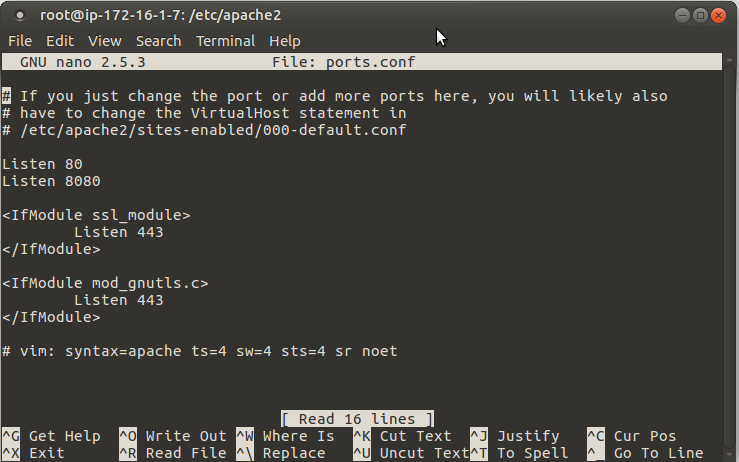 root@ip-172-16-1-7: /etc/apache2
File Edit View Search Terminal Help
GNU nano 2.5.3 File: ports.conf
# If you just change the port or add more ports here, you will likely also
# have to change the VirtualHost statement in
# /etc/apache2/sites-enabled/000-default.conf
Listen 80
Listen 8080
<IfModule ssl_module>
Listen 443
</IfModule>
<IfModule mod_gnutls.c>
Listen 443
</IfModule>
# vim: syntax=apache ts=4 sw=4 sts=4 sr noet
[ Read 16 lines ]
^G Get Help ^O Write Out ^W Where Is ^K Cut Text ^J Justify ^C Cur Pos
^X Exit ^R Read File ^\ Replace ^U Uncut Text ^T To Spell ^_ Go To Line